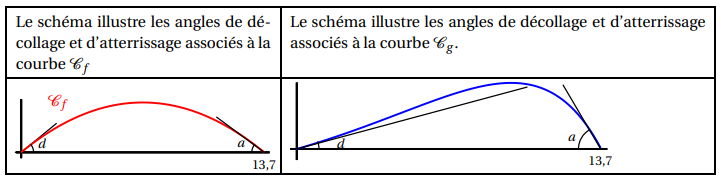 Le schéma illustre les angles de dé-
collage et d'atterrissage associés à la
courbe 𝒞f
Le schéma illustre les angles de décollage et d'atterrissage
associés à la courbe 𝒞g.
𝒞f
d
a
13,7
d
a
13,7